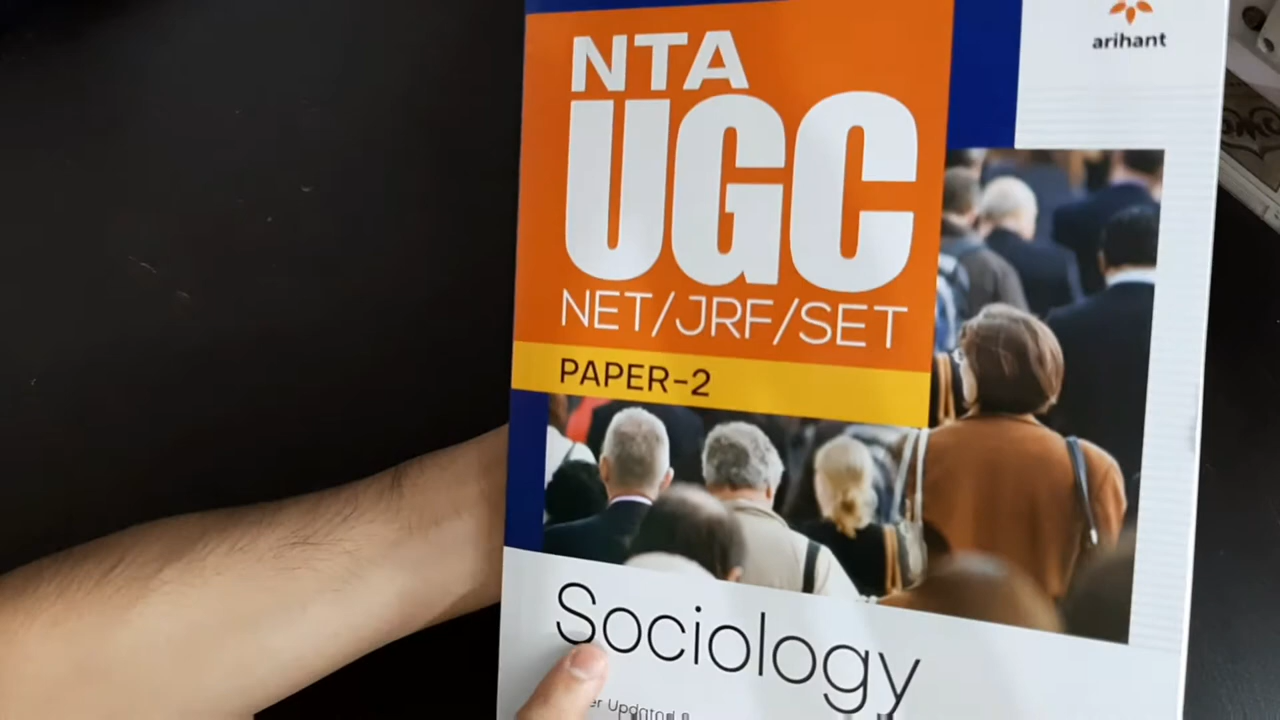 arihant
NTA
UGC
NET/JRF/SET
PAPER-2
Sociology